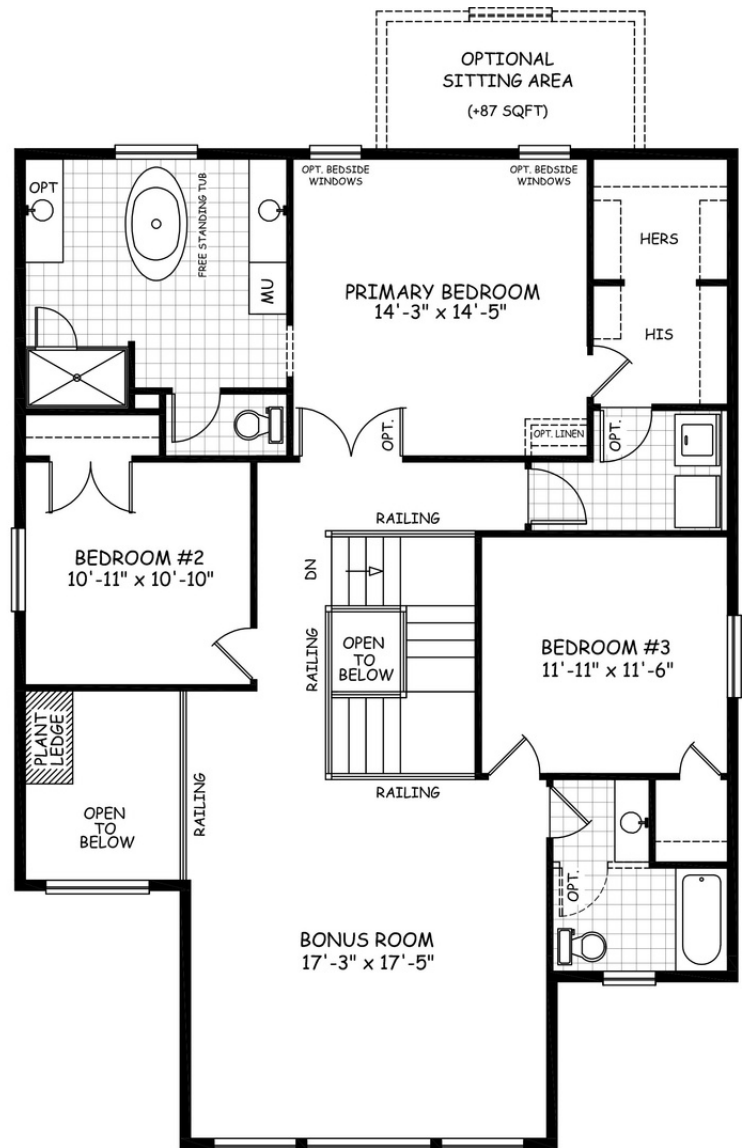 OPTIONAL
SITTING AREA
(+87 SQFT)
OPT. BEDSIDE
WINDOWS
OPT. BEDSIDE
WINDOWS
OPT
FREE STANDING TUB
MU
HERS
HIS
PRIMARY BEDROOM
14'-3" x 14'-5"
OPT.
OPT. LINEN
OPT.
RAILING
DN
BEDROOM #2
10'-11" x 10'-10"
RAILING
OPEN
TO
BELOW
BEDROOM #3
11'-11" x 11'-6"
PLANT
LEDGE
OPEN
TO
BELOW
RAILING
RAILING
OPT.
BONUS ROOM
17'-3" x 17'-5"